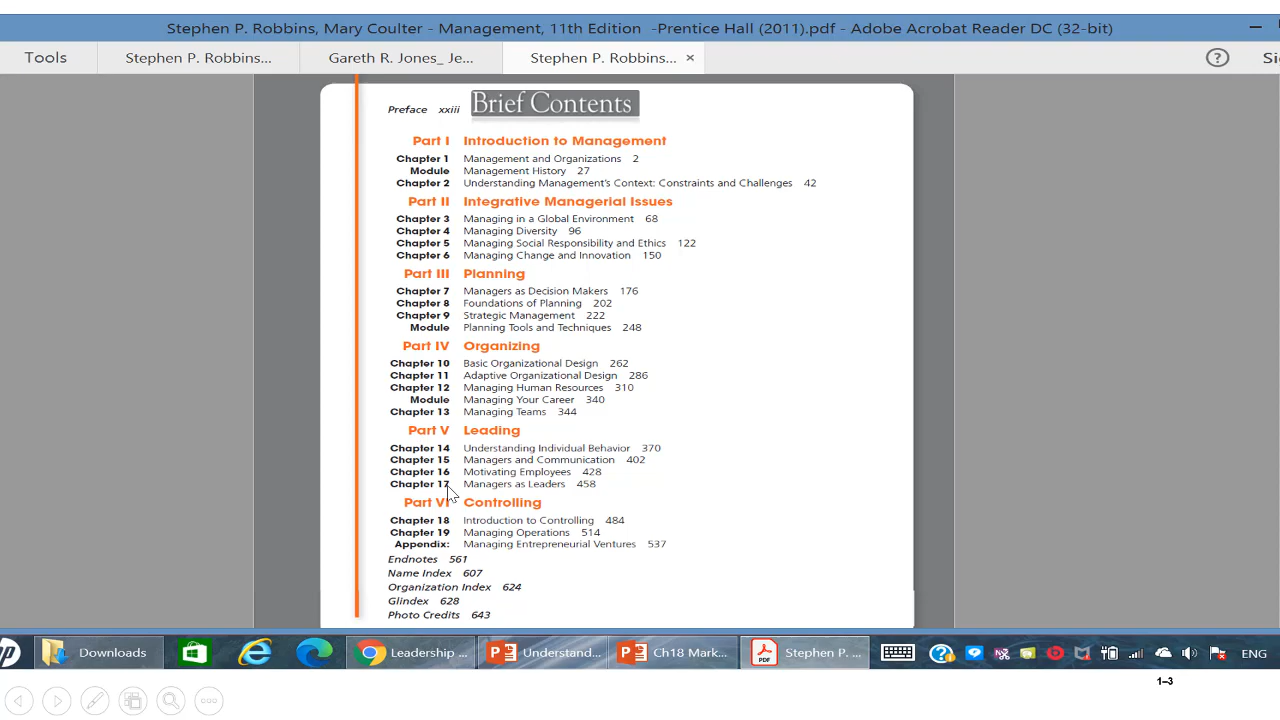 Stephen P. Robbins, Mary Coulter - Management, 11th Edition -Prentice Hall (2011).pdf - Adobe Acrobat Reader DC (32-bit)
Tools Stephen P. Robbins... Gareth R. Jones_ Je... Stephen P. Robbins... × ? Si
Preface xxiii Brief Contents
Part I Introduction to Management
Chapter 1 Management and Organizations 2
Module Management History 27
Chapter 2 Understanding Management's Context: Constraints and Challenges 42
Part II Integrative Managerial Issues
Chapter 3 Managing in a Global Environment 68
Chapter 4 Managing Diversity 96
Chapter 5 Managing Social Responsibility and Ethics 122
Chapter 6 Managing Change and Innovation 150
Part III Planning
Chapter 7 Managers as Decision Makers 176
Chapter 8 Foundations of Planning 202
Chapter 9 Strategic Management 222
Module Planning Tools and Techniques 248
Part IV Organizing
Chapter 10 Basic Organizational Design 262
Chapter 11 Adaptive Organizational Design 286
Chapter 12 Managing Human Resources 310
Module Managing Your Career 340
Chapter 13 Managing Teams 344
Part V Leading
Chapter 14 Understanding Individual Behavior 370
Chapter 15 Managers and Communication 402
Chapter 16 Motivating Employees 428
Chapter 17 Managers as Leaders 458
Part VI Controlling
Chapter 18 Introduction to Controlling 484
Chapter 19 Managing Operations 514
Appendix: Managing Entrepreneurial Ventures 537
Endnotes 561
Name Index 607
Organization Index 624
Glindex 628
Photo Credits 643
hp Downloads Leadership ... Understand... Ch18 Mark... PDF Stephen P. ... ENG
1–3